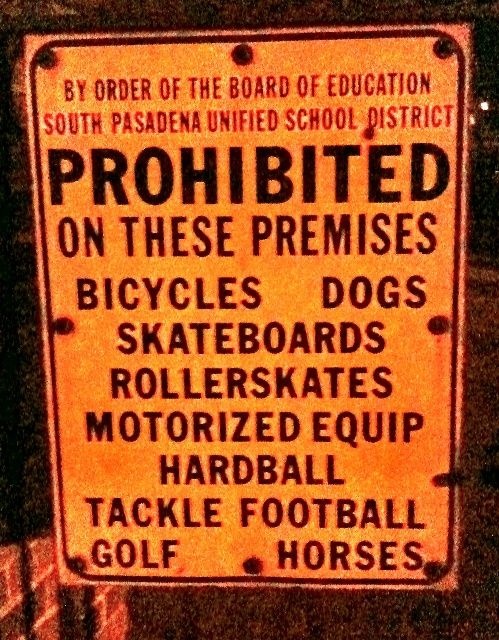 BY ORDER OF THE BOARD OF EDUCATION
SOUTH PASADENA UNIFIED SCHOOL DISTRICT
PROHIBITED
ON THESE PREMISES
BICYCLES DOGS
SKATEBOARDS
ROLLERSKATES
MOTORIZED EQUIP
HARDBALL
TACKLE FOOTBALL
GOLF HORSES